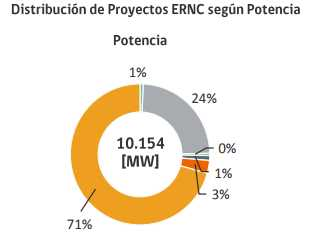 Distribución de Proyectos ERNC según Potencia
Potencia
1%
24%
10.154
[MW]
0%
1%
3%
71%